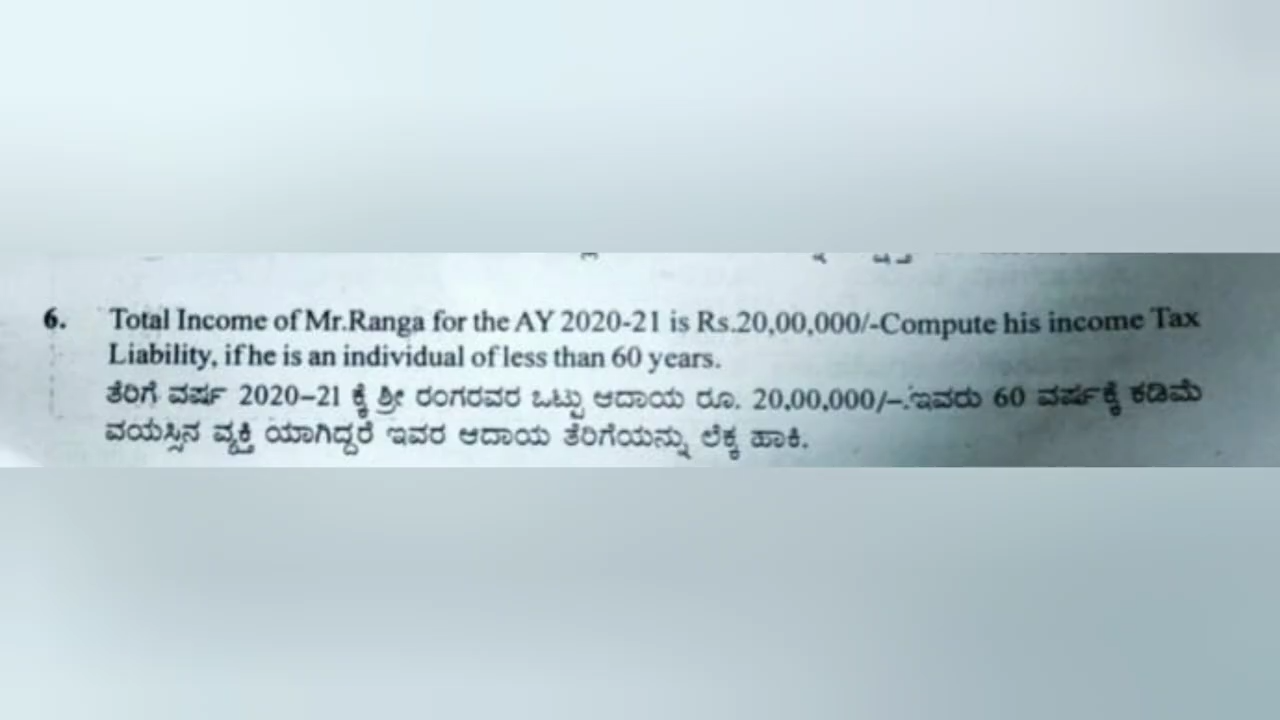 6. Total Income of Mr.Ranga for the AY 2020-21 is Rs.20,00,000/-Compute his income Tax
Liability, if he is an individual of less than 60 years.
ತೆರಿಗೆ ವರ್ಷ 2020–21 ಕ್ಕೆ ಶ್ರೀ ರಂಗರವರ ಒಟ್ಟು ಆದಾಯ ರೂ. 20,00,000/–.ಇವರು 60 ವರ್ಷಕ್ಕೆ ಕಡಿಮೆ
ವಯಸ್ಸಿನ ವ್ಯಕ್ತಿ ಯಾಗಿದ್ದರೆ ಇವರ ಆದಾಯ ತೆರಿಗೆಯನ್ನು ಲೆಕ್ಕ ಹಾಕಿ.